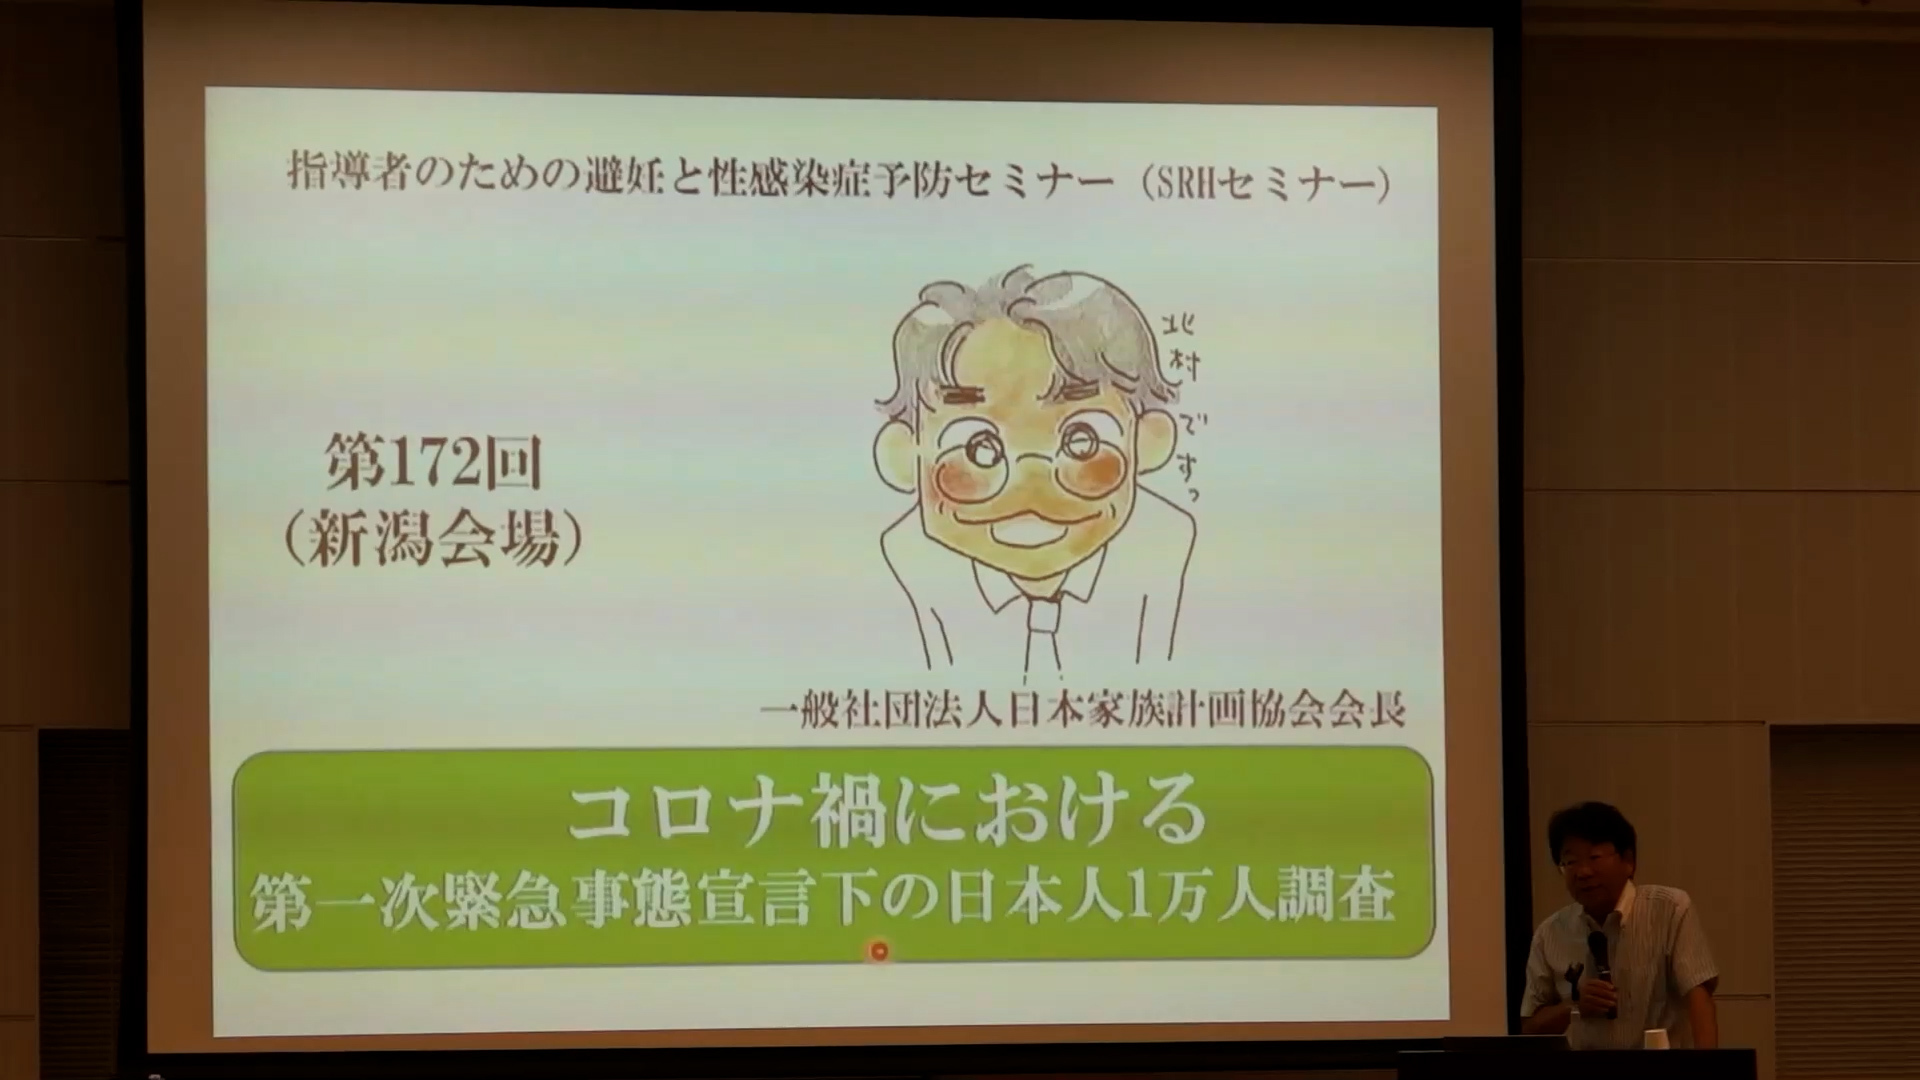 指導者のための避妊と性感染症予防セミナー（SRHセミナー）
北村ですっ
第172回
（新潟会場）
一般社団法人日本家族計画協会会長
コロナ禍における
第一次緊急事態宣言下の日本人1万人調査